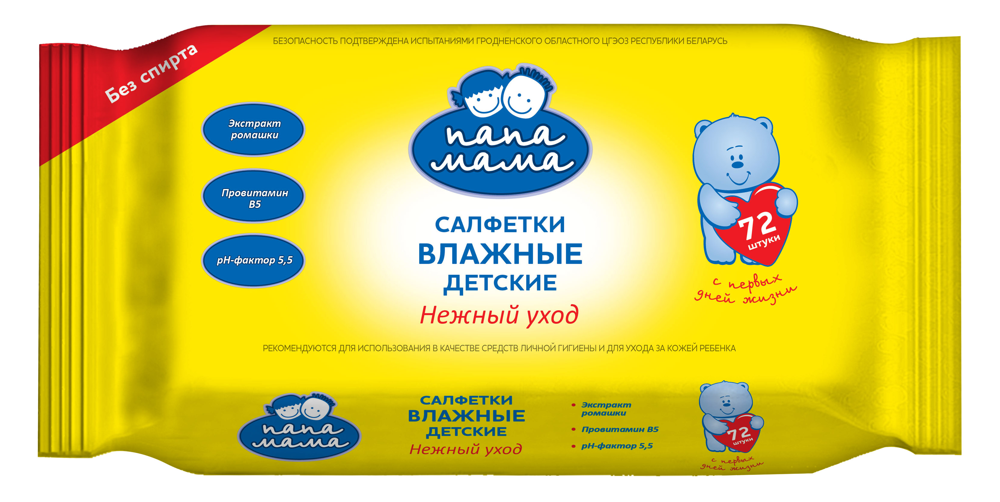 БЕЗОПАСНОСТЬ ПОДТВЕРЖДЕНА ИСПЫТАНИЯМИ ГРОДНЕНСКОГО ОБЛАСТНОГО ЦГЭОЗ РЕСПУБЛИКИ БЕЛАРУСЬ
Без спирта
Экстракт
ромашки
Провитамин
В5
pH-фактор 5,5
папа
мама
САЛФЕТКИ
ВЛАЖНЫЕ
ДЕТСКИЕ
Нежный уход
72
штуки
с первых
дней жизни
РЕКОМЕНДУЮТСЯ ДЛЯ ИСПОЛЬЗОВАНИЯ В КАЧЕСТВЕ СРЕДСТВ ЛИЧНОЙ ГИГИЕНЫ И ДЛЯ УХОДА ЗА КОЖЕЙ РЕБЕНКА
папа
мама
САЛФЕТКИ
ВЛАЖНЫЕ
ДЕТСКИЕ
Нежный уход
• Экстракт
ромашки
• Провитамин В5
• pH-фактор 5,5
72
штуки
с первых
дней жизни